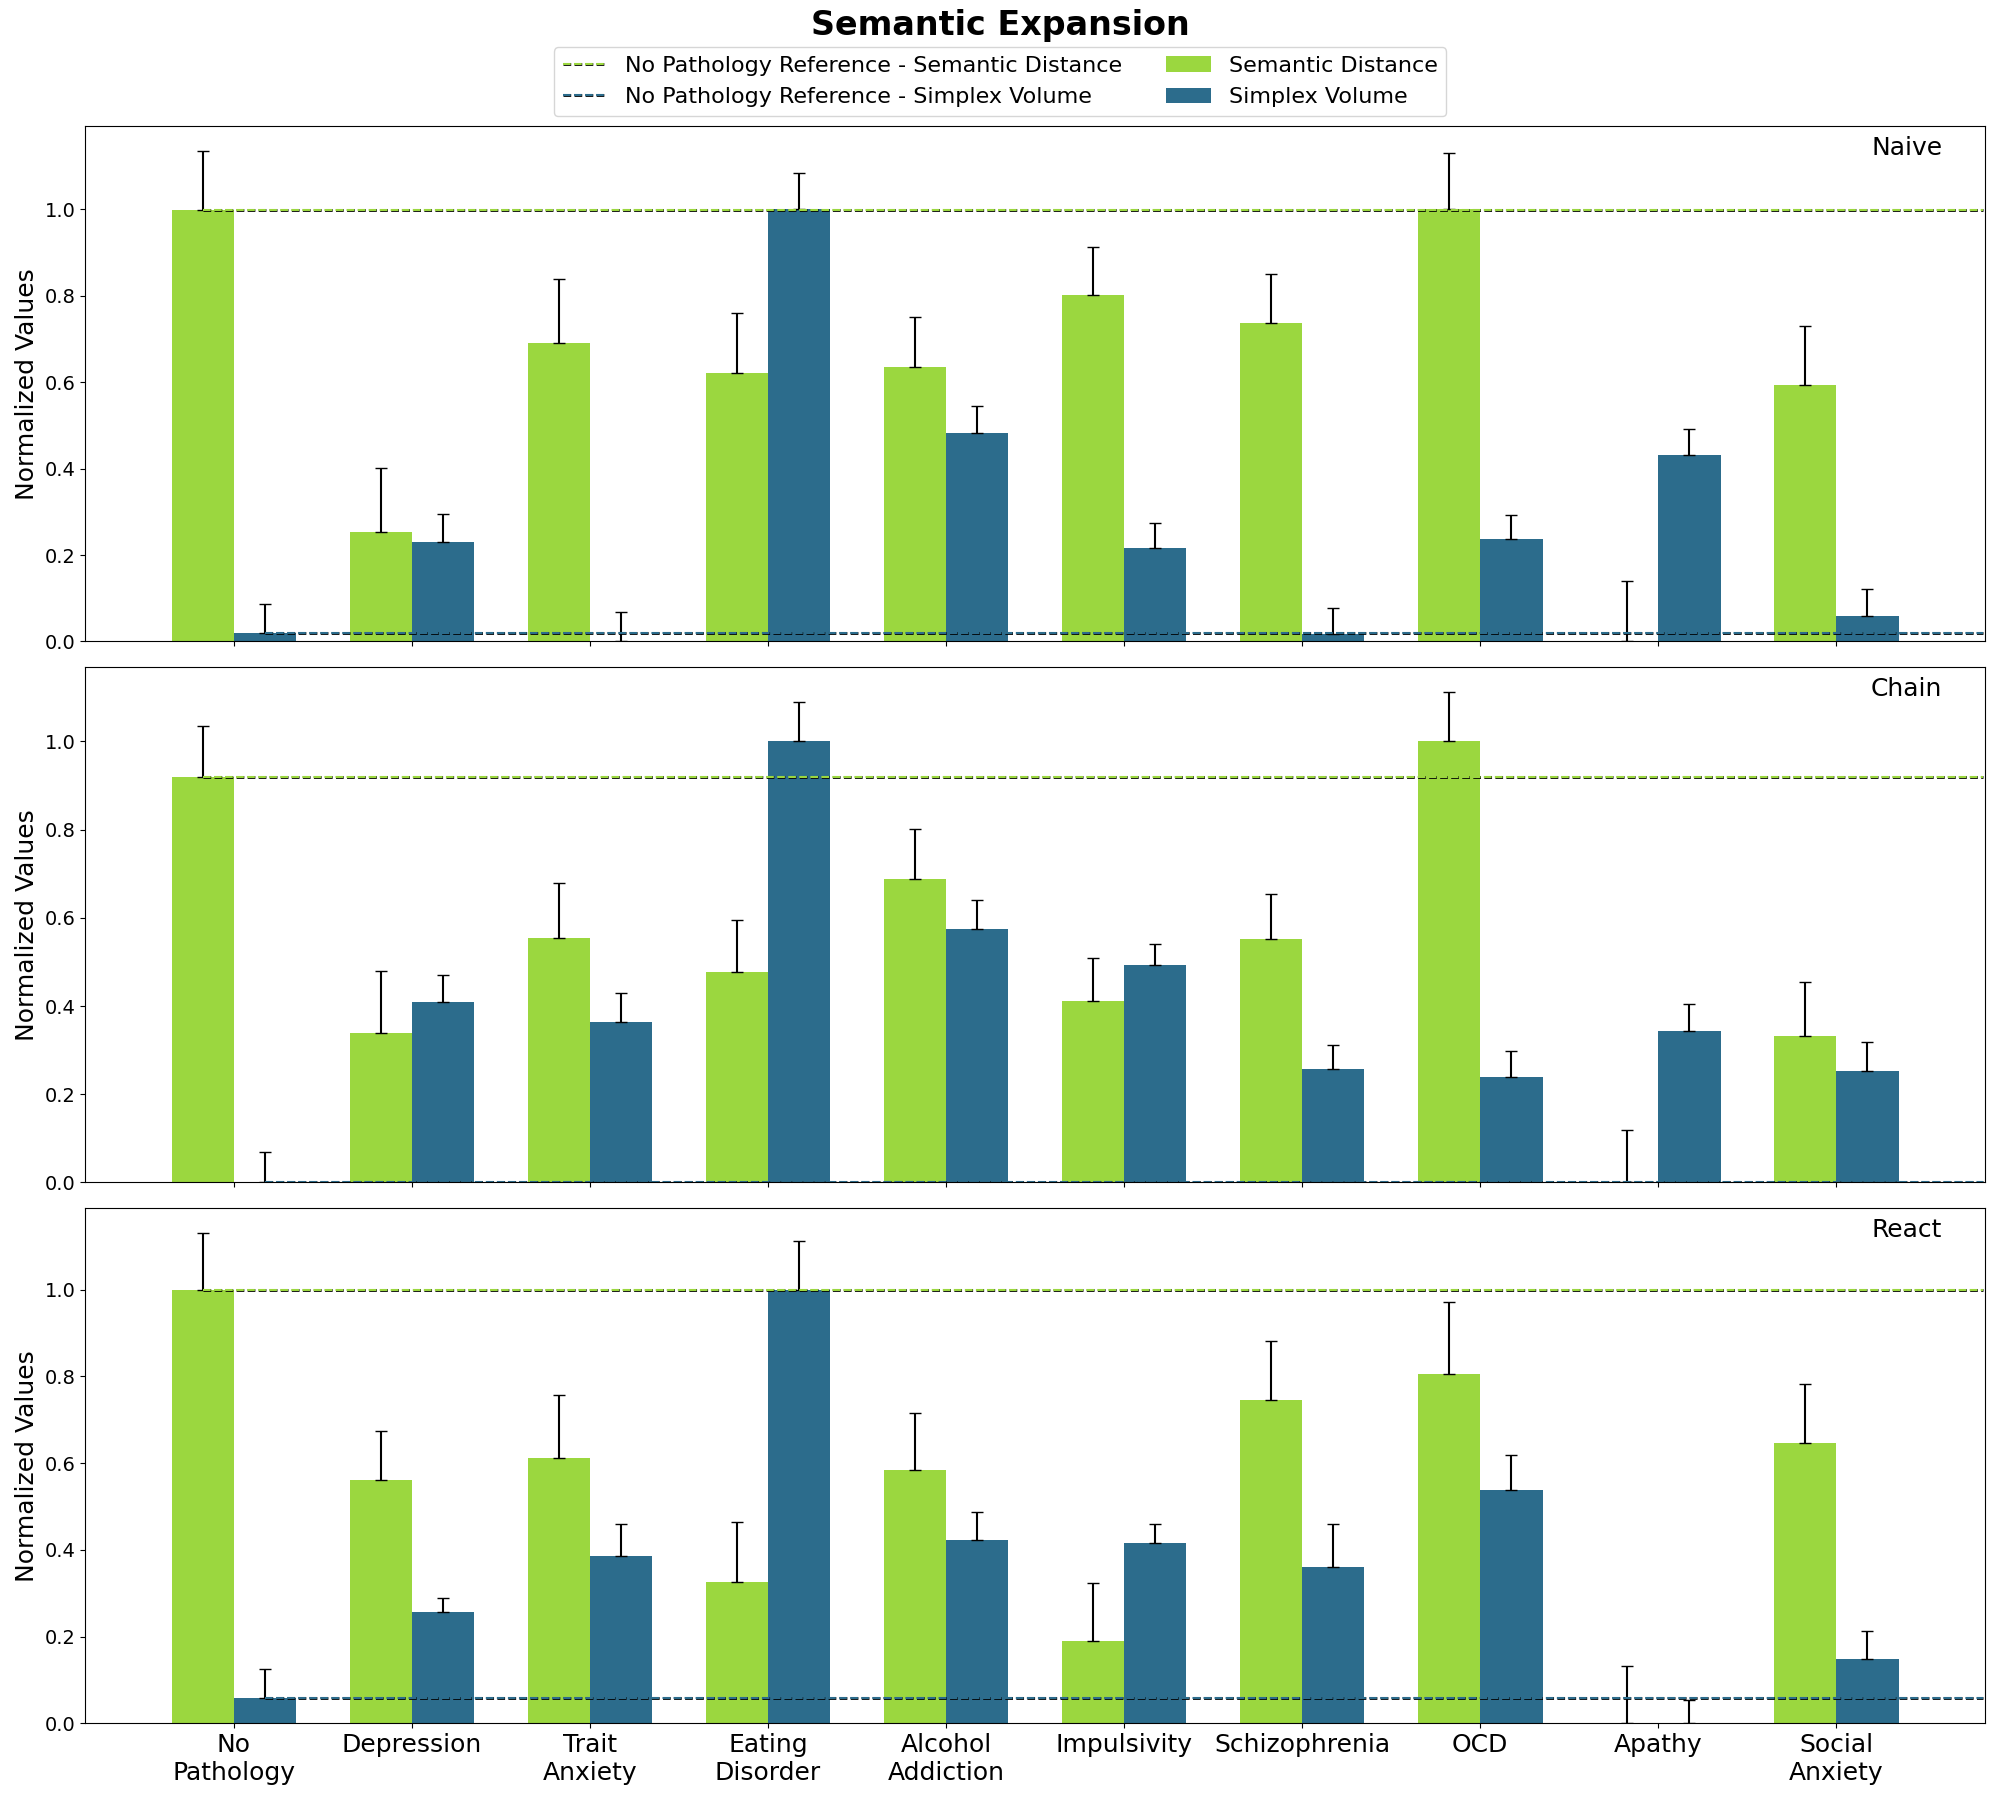 Semantic Expansion
No Pathology Reference - Semantic Distance
No Pathology Reference - Simplex Volume
Semantic Distance
Simplex Volume
Naive
Normalized Values
1.0
0.8
0.6
0.4
0.2
0.0
Chain
Normalized Values
1.0
0.8
0.6
0.4
0.2
0.0
React
Normalized Values
1.0
0.8
0.6
0.4
0.2
0.0
No
Pathology
Depression
Trait
Anxiety
Eating
Disorder
Alcohol
Addiction
Impulsivity
Schizophrenia
OCD
Apathy
Social
Anxiety